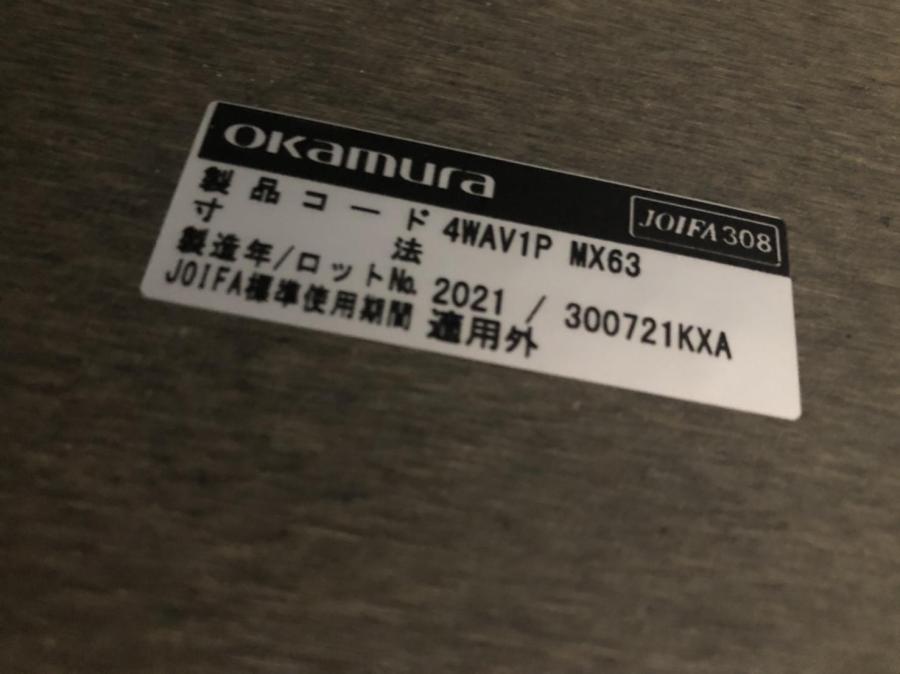 okamura
JOIFA308
製品コード 4WAV1P MX63
寸法
製造年/ロットNo. 2021 / 300721KXA
JOIFA標準使用期間 適用外